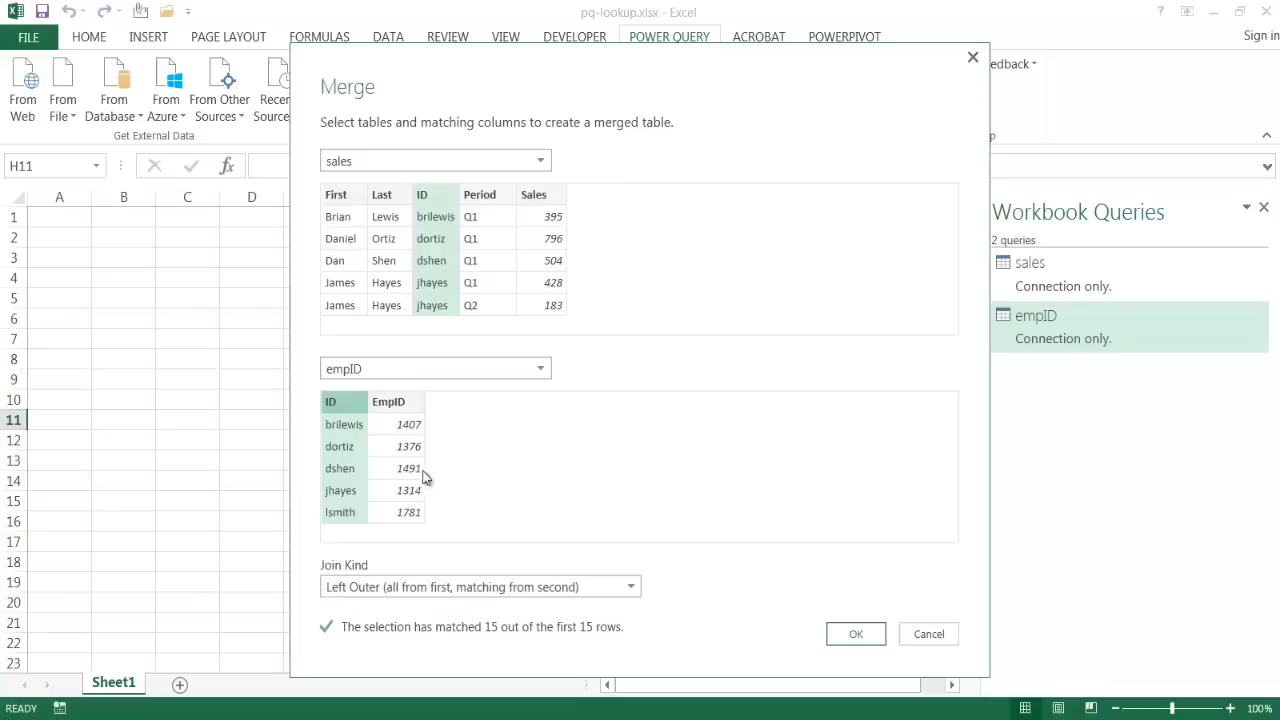 pq-lookup.xlsx - Excel
FILE HOME INSERT PAGE LAYOUT FORMULAS DATA REVIEW VIEW DEVELOPER POWER QUERY ACROBAT POWERPIVOT Sign in
From Web
From File
From Database
From Azure
From Other Sources
Recen
Source
edback
Get External Data
p
H11
fx
A B C D
1
2
3
4
5
6
7
8
9
10
11
12
13
14
15
16
17
18
19
20
21
22
23
Merge
Select tables and matching columns to create a merged table.
sales
First Last ID Period Sales
Brian Lewis brilewis Q1 395
Daniel Ortiz dortiz Q1 796
Dan Shen dshen Q1 504
James Hayes jhayes Q1 428
James Hayes jhayes Q2 183
empID
ID EmpID
brilewis 1407
dortiz 1376
dshen 1491
jhayes 1314
lsmith 1781
Join Kind
Left Outer (all from first, matching from second)
The selection has matched 15 out of the first 15 rows.
OK Cancel
Workbook Queries
2 queries
sales
Connection only.
empID
Connection only.
Sheet1
READY
100%